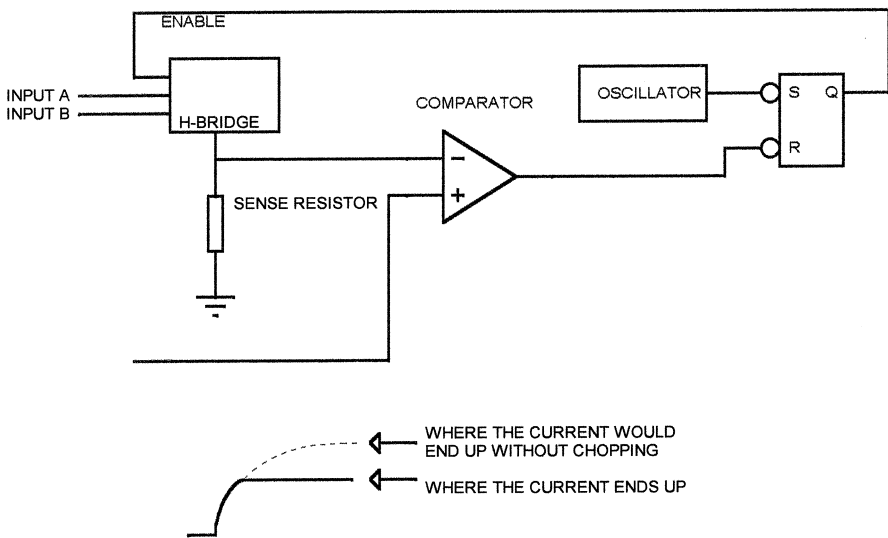 ENABLE
INPUT A
INPUT B
H-BRIDGE
SENSE RESISTOR
COMPARATOR
-
+
OSCILLATOR
S Q
R
WHERE THE CURRENT WOULD
END UP WITHOUT CHOPPING
WHERE THE CURRENT ENDS UP